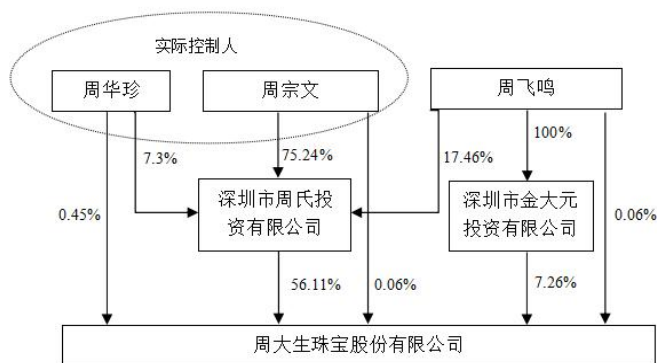 实际控制人
周华珍
周宗文
周飞鸣
7.3%
75.24%
17.46%
100%
深圳市周氏投
资有限公司
深圳市金大元
投资有限公司
0.45%
0.06%
56.11%
0.06%
7.26%
周大生珠宝股份有限公司